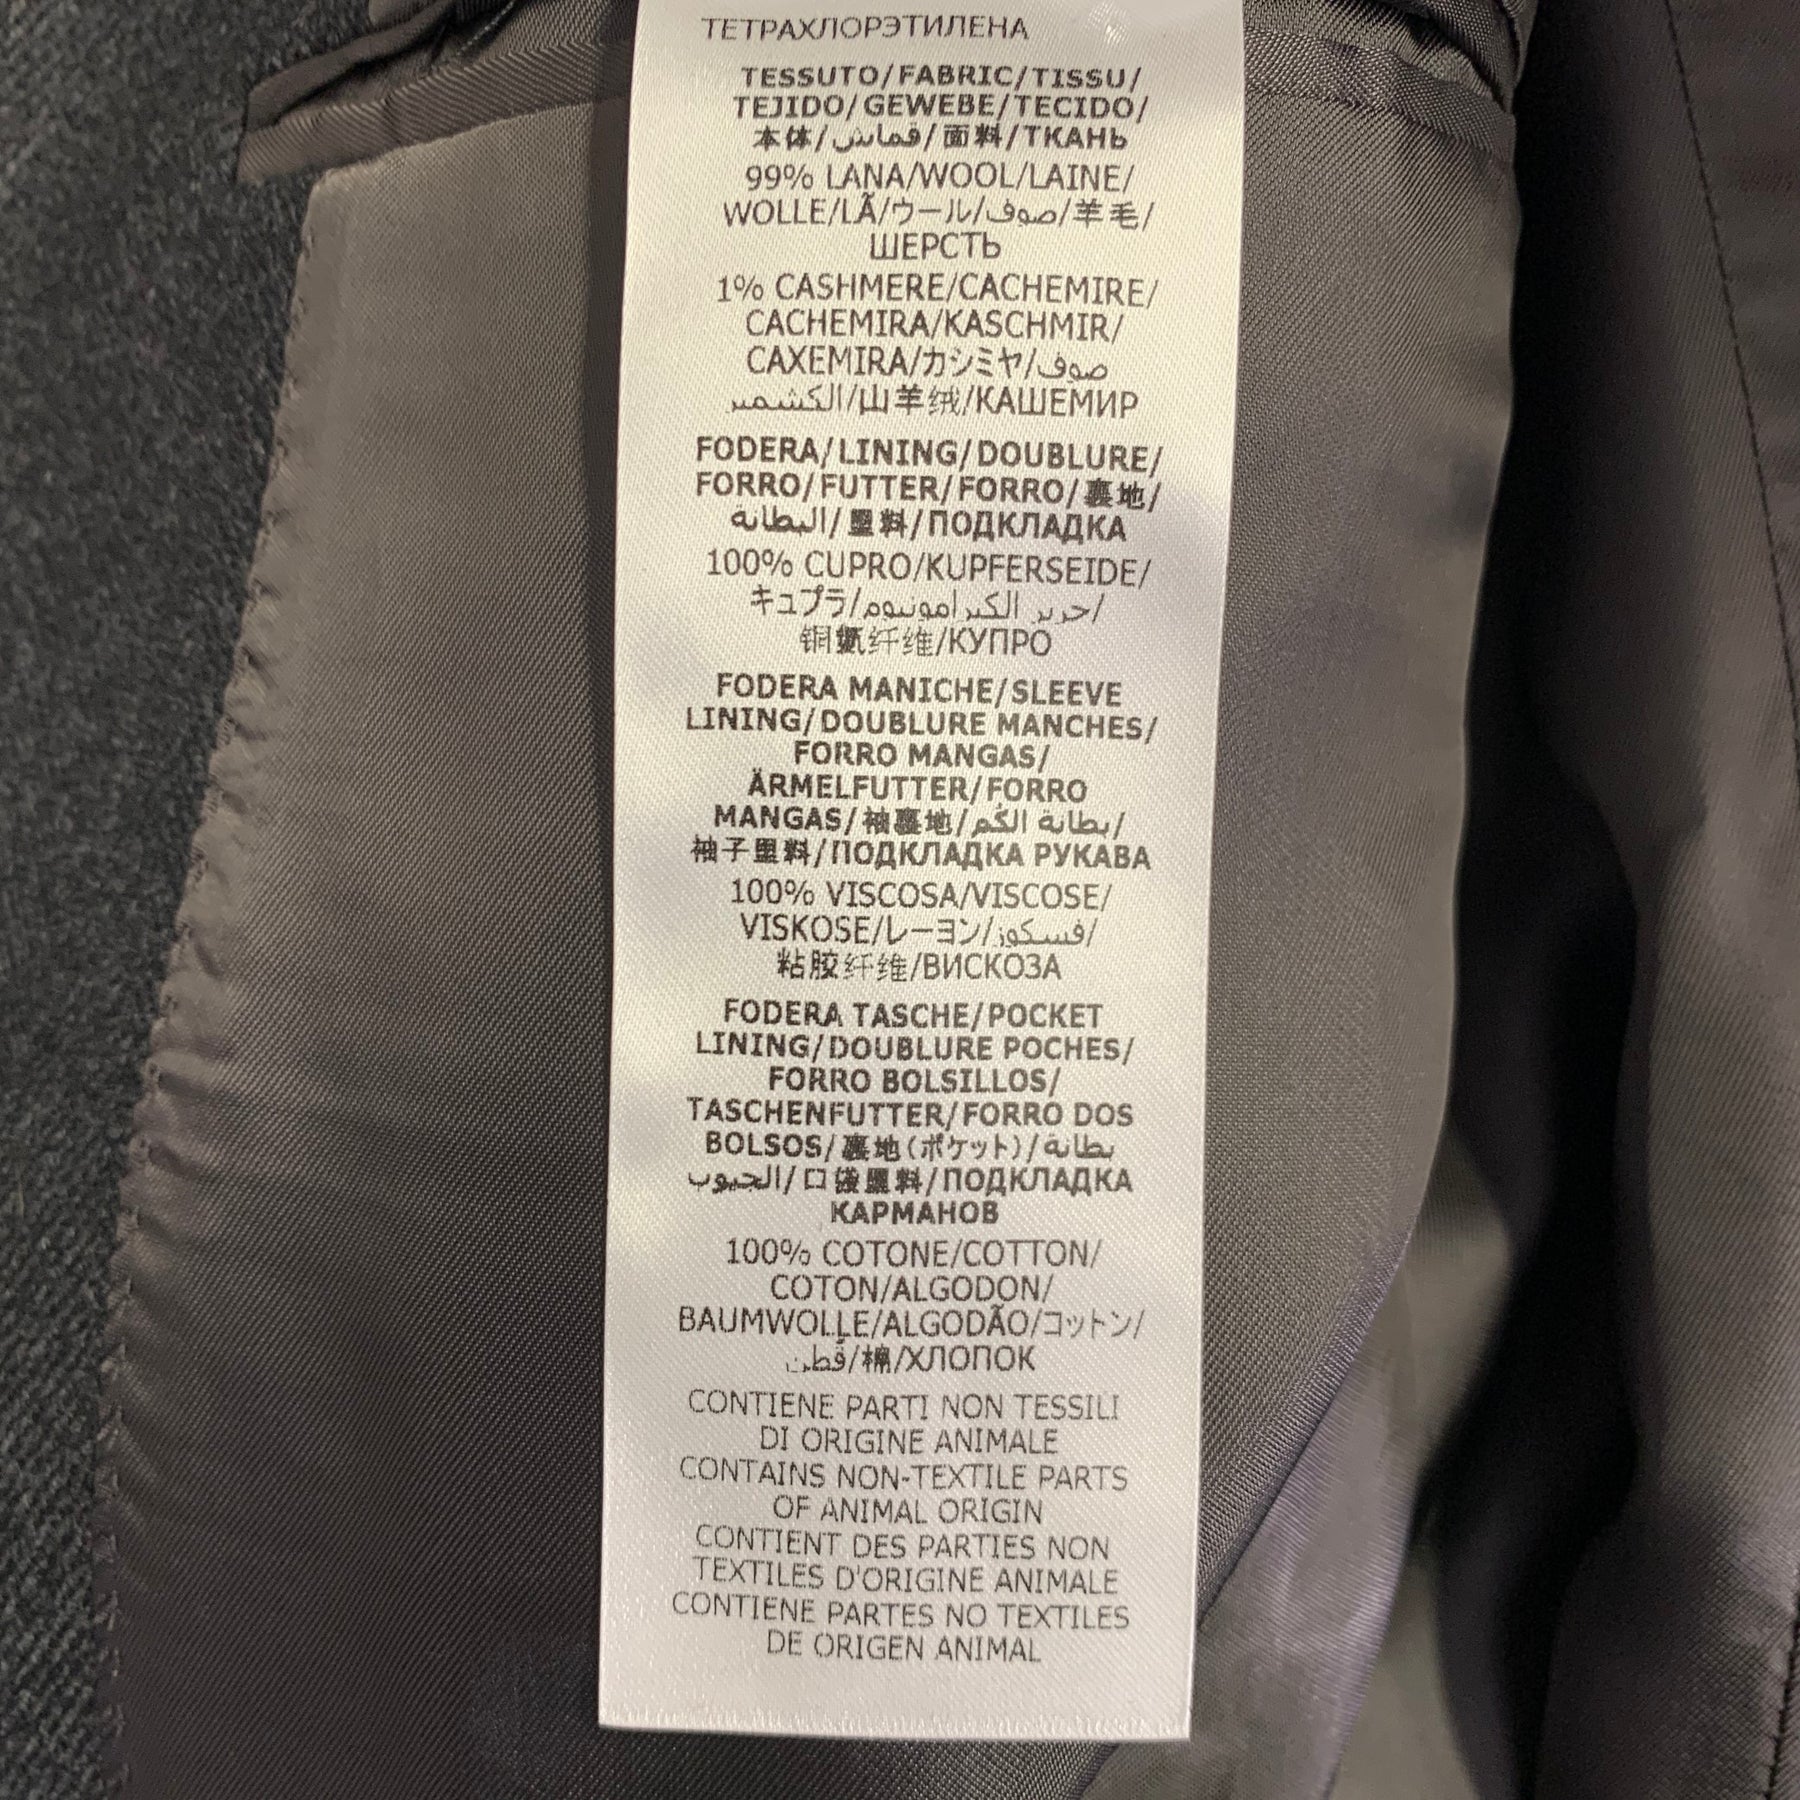 ТЕТРАХЛОРЭТИЛЕНА
TESSUTO/FABRIC/TISSU/
TEJIDO/GEWEBE/TECIDO/
本体/قماش/面料/ТКАНЬ
99% LANA/WOOL/LAINE/
WOLLE/LÃ/ウール/صوف/羊毛/
ШЕРСТЬ
1% CASHMERE/CACHEMIRE/
CACHEMIRA/KASCHMIR/
CAXEMIRA/カシミヤ/صوف
الكشمير/山羊绒/КАШЕМИР
FODERA/LINING/DOUBLURE/
FORRO/FUTTER/FORRO/裏地/
البطانة/里料/ПОДКЛАДКА
100% CUPRO/KUPFERSEIDE/
キュプラ/حرير الكبرامونيوم/
铜氨纤维/КУПРО
FODERA MANICHE/SLEEVE
LINING/DOUBLURE MANCHES/
FORRO MANGAS/
ÄRMELFUTTER/FORRO
MANGAS/袖裏地/بطانة الكُم/
袖子里料/ПОДКЛАДКА РУКАВА
100% VISCOSA/VISCOSE/
VISKOSE/レーヨン/فسكوز/
粘胶纤维/ВИСКОЗА
FODERA TASCHE/POCKET
LINING/DOUBLURE POCHES/
FORRO BOLSILLOS/
TASCHENFUTTER/FORRO DOS
BOLSOS/裏地(ポケット)/بطانة
الجيوب/口袋里料/ПОДКЛАДКА
КАРМАНОВ
100% COTONE/COTTON/
COTON/ALGODON/
BAUMWOLLE/ALGODÃO/コットン/
قُطن/棉/ХЛОПОК
CONTIENE PARTI NON TESSILI
DI ORIGINE ANIMALE
CONTAINS NON-TEXTILE PARTS
OF ANIMAL ORIGIN
CONTIENT DES PARTIES NON
TEXTILES D'ORIGINE ANIMALE
CONTIENE PARTES NO TEXTILES
DE ORIGEN ANIMAL